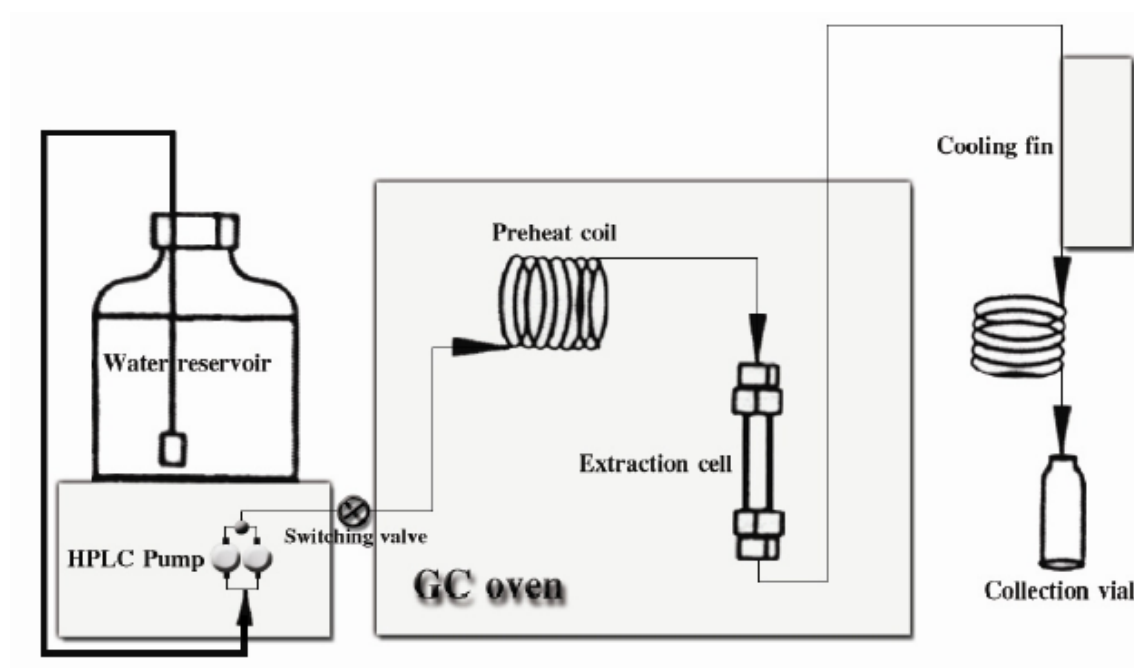 Cooling fin
Preheat coil
Water reservoir
Extraction cell
Switching valve
HPLC Pump
GC oven
Collection vial